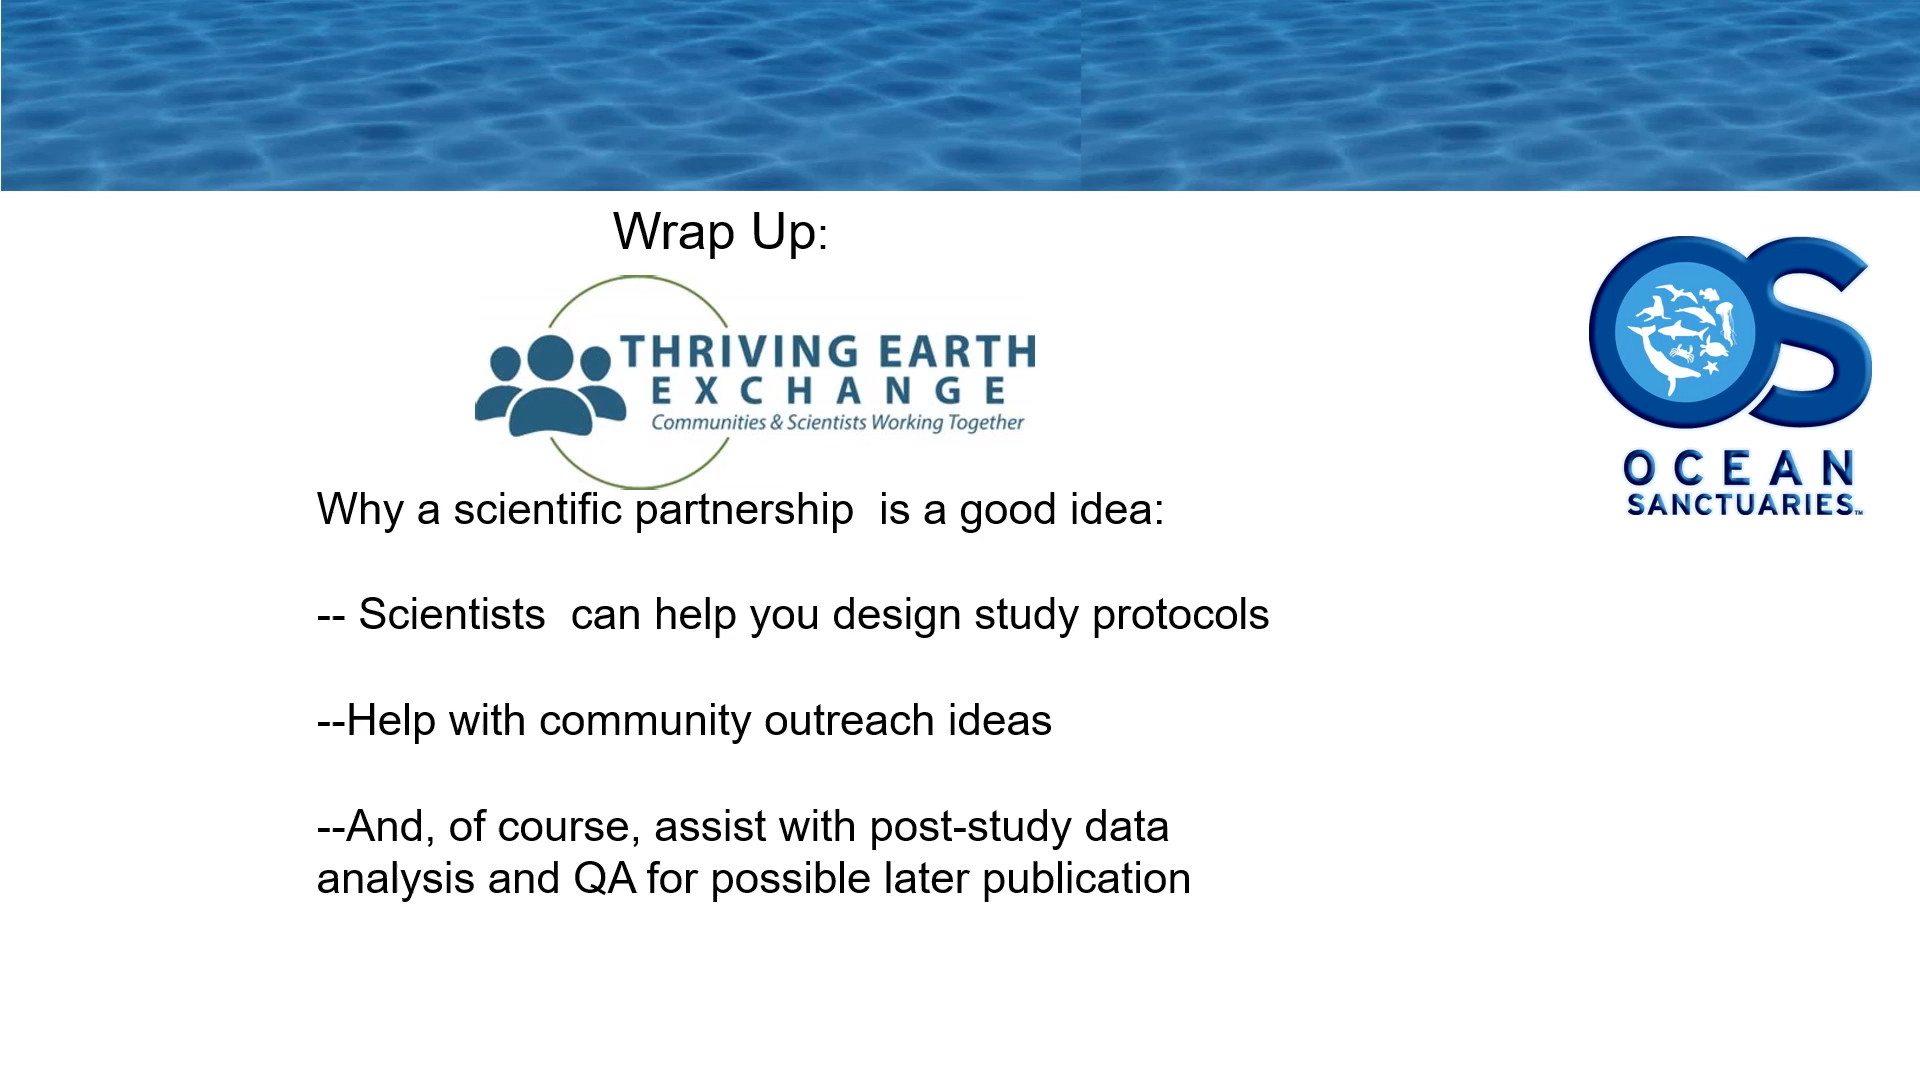 Wrap Up:
THRIVING EARTH
EXCHANGE
Communities & Scientists Working Together
OS
OCEAN
SANCTUARIES™
Why a scientific partnership  is a good idea:
-- Scientists  can help you design study protocols
--Help with community outreach ideas
--And, of course, assist with post-study data
analysis and QA for possible later publication